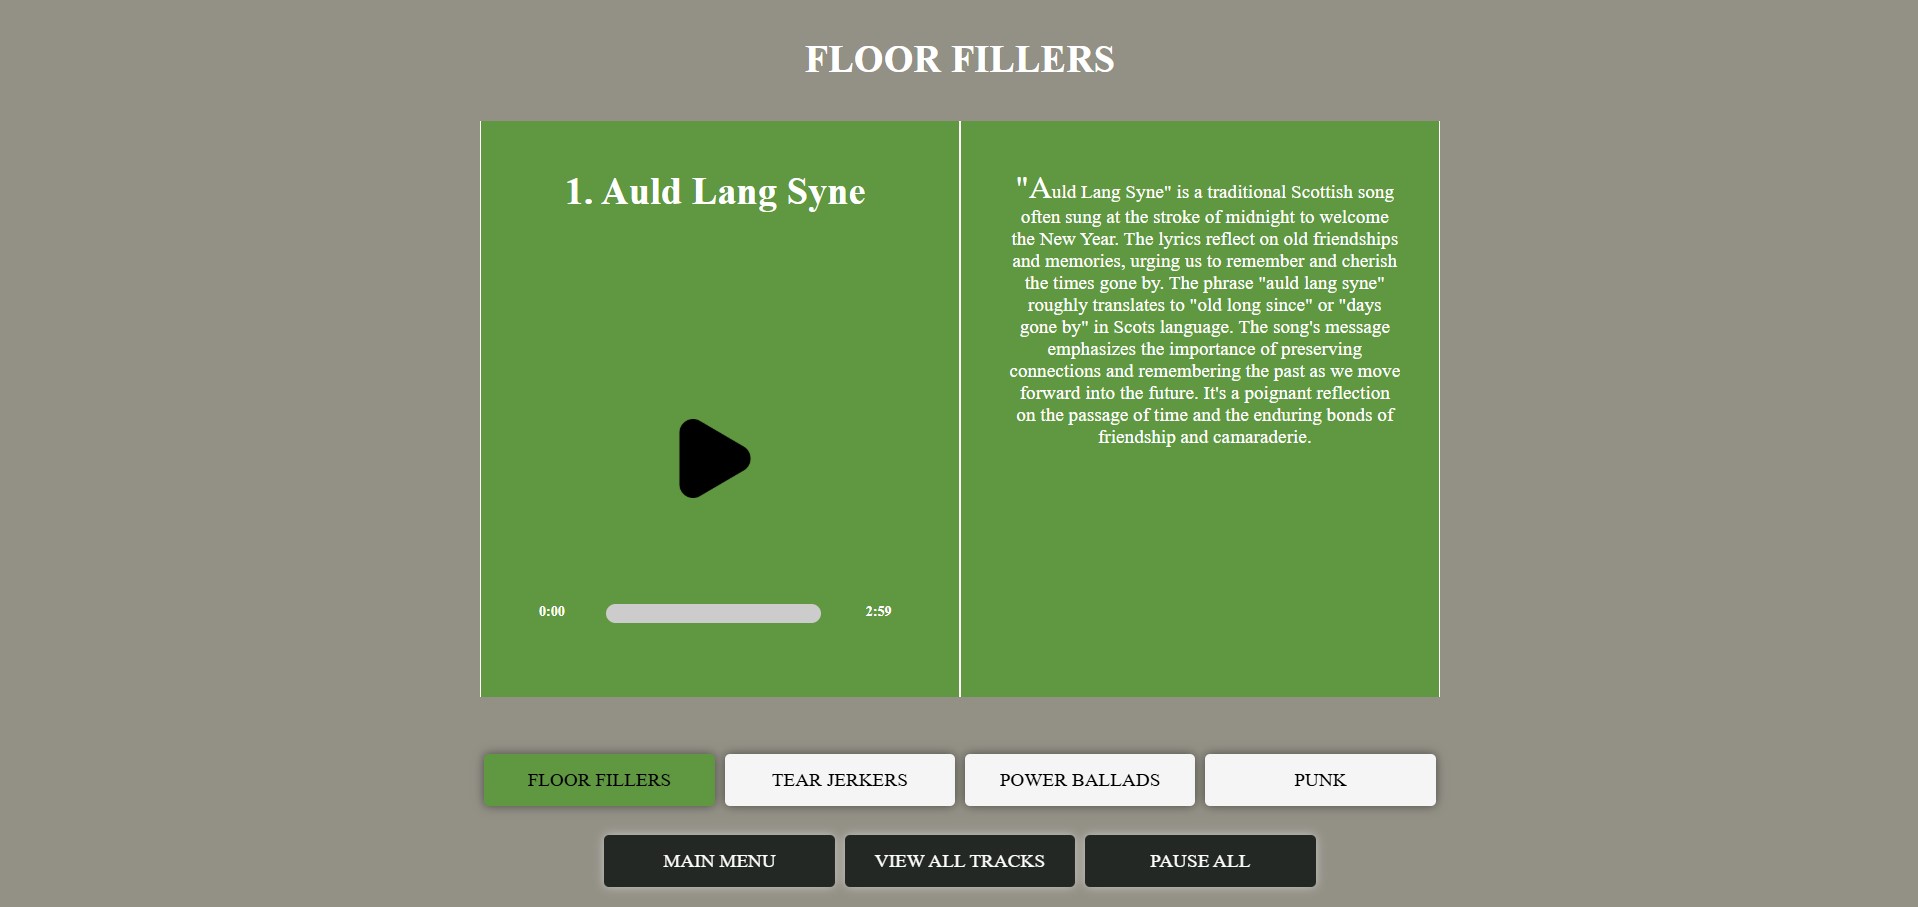 FLOOR FILLERS
1. Auld Lang Syne
0:00
2:59
"Auld Lang Syne" is a traditional Scottish song
often sung at the stroke of midnight to welcome
the New Year. The lyrics reflect on old friendships
and memories, urging us to remember and cherish
the times gone by. The phrase "auld lang syne"
roughly translates to "old long since" or "days
gone by" in Scots language. The song's message
emphasizes the importance of preserving
connections and remembering the past as we move
forward into the future. It's a poignant reflection
on the passage of time and the enduring bonds of
friendship and camaraderie.
FLOOR FILLERS
TEAR JERKERS
POWER BALLADS
PUNK
MAIN MENU
VIEW ALL TRACKS
PAUSE ALL